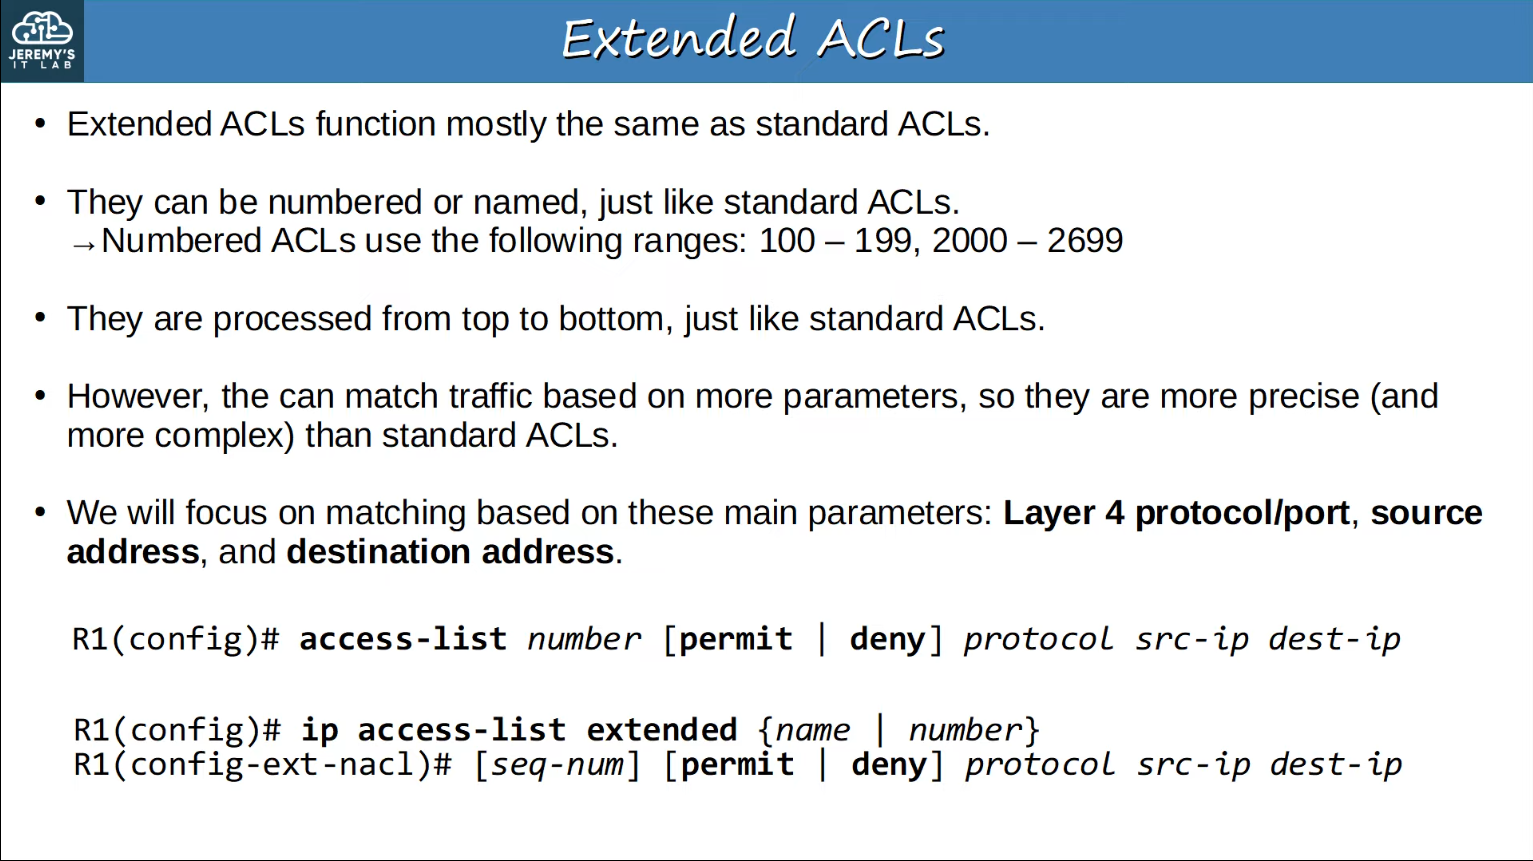 JEREMY'S
IT LAB
Extended ACLs
• Extended ACLs function mostly the same as standard ACLs.
• They can be numbered or named, just like standard ACLs.
→Numbered ACLs use the following ranges: 100 – 199, 2000 – 2699
• They are processed from top to bottom, just like standard ACLs.
• However, the can match traffic based on more parameters, so they are more precise (and
more complex) than standard ACLs.
• We will focus on matching based on these main parameters: Layer 4 protocol/port, source
address, and destination address.
R1(config)# access-list number [permit | deny] protocol src-ip dest-ip
R1(config)# ip access-list extended {name | number}
R1(config-ext-nacl)# [seq-num] [permit | deny] protocol src-ip dest-ip